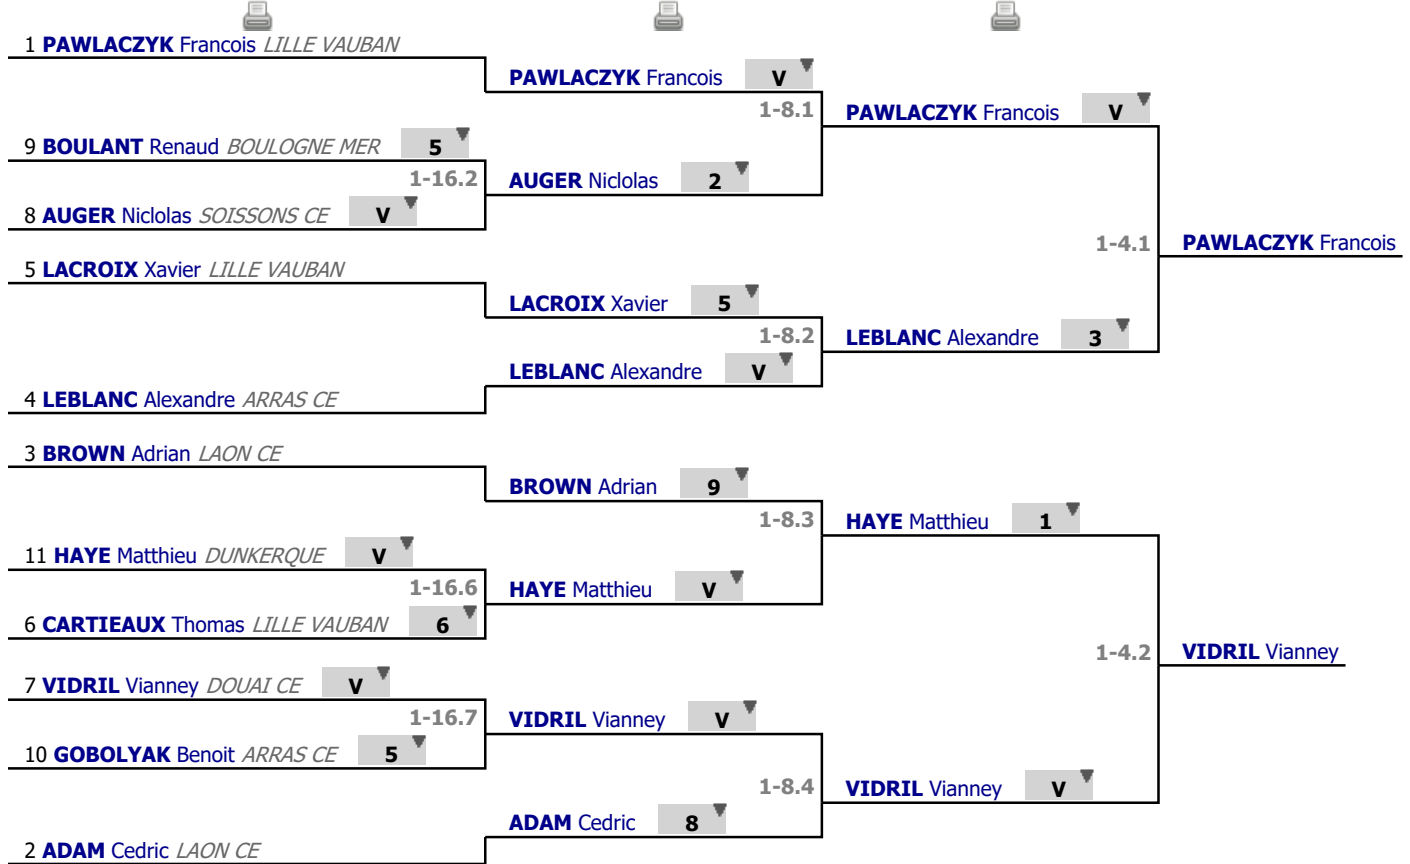 1 PAWLACZYK Francois LILLE VAUBAN
PAWLACZYK Francois V
1-8.1
PAWLACZYK Francois V
9 BOULANT Renaud BOULOGNE MER 5
1-16.2
AUGER Niclolas 2
8 AUGER Niclolas SOISSONS CE V
1-4.1
PAWLACZYK Francois
5 LACROIX Xavier LILLE VAUBAN
LACROIX Xavier 5
1-8.2
LEBLANC Alexandre 3
LEBLANC Alexandre V
4 LEBLANC Alexandre ARRAS CE
3 BROWN Adrian LAON CE
BROWN Adrian 9
1-8.3
HAYE Matthieu 1
11 HAYE Matthieu DUNKERQUE V
1-16.6
HAYE Matthieu V
6 CARTIEAUX Thomas LILLE VAUBAN 6
1-4.2
VIDRIL Vianney
7 VIDRIL Vianney DOUAI CE V
1-16.7
VIDRIL Vianney V
10 GOBOLYAK Benoit ARRAS CE 5
1-8.4
VIDRIL Vianney V
ADAM Cedric 8
2 ADAM Cedric LAON CE